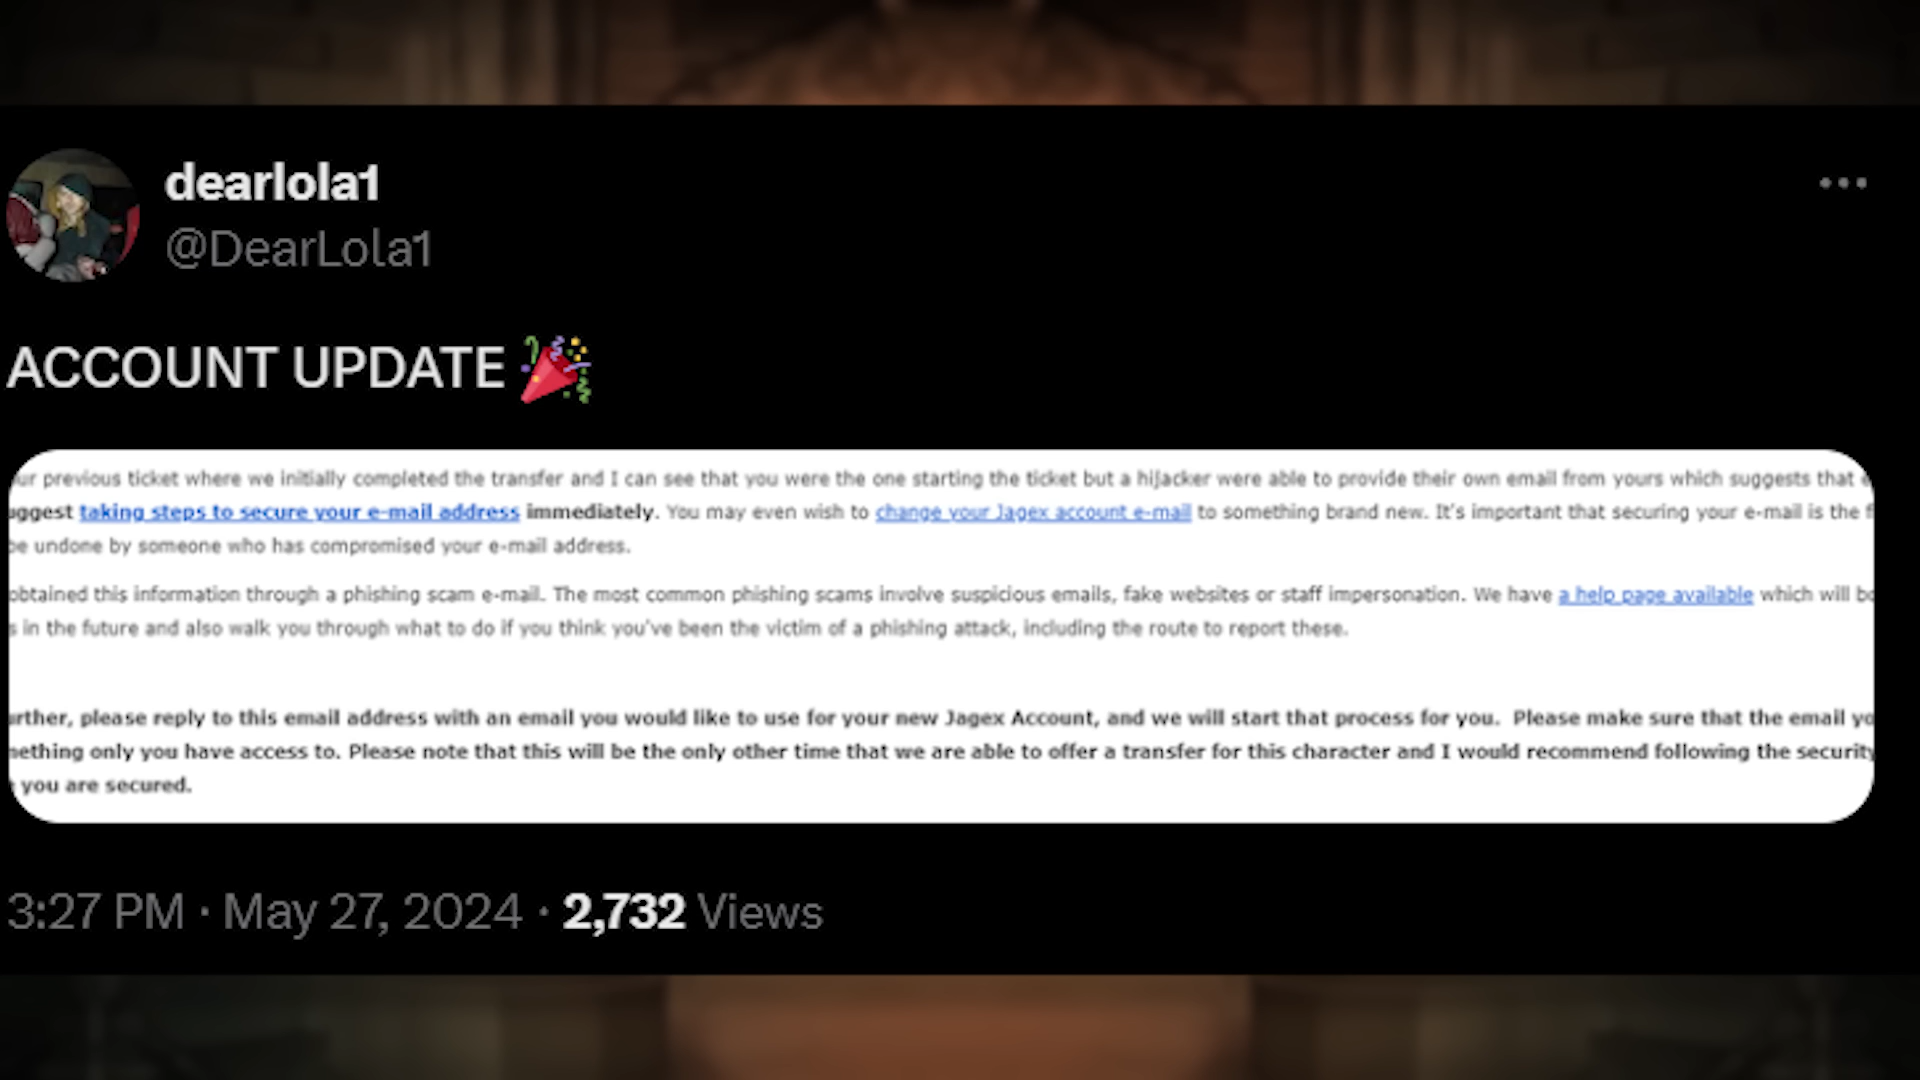 dearlola1
@DearLola1
ACCOUNT UPDATE
ur previous ticket where we initially completed the transfer and I can see that you were the one starting the ticket but a hijacker were able to provide their own email from yours which suggests that
uggest taking steps to secure your e-mail address immediately. You may even wish to change your Jagex account e-mail to something brand new. It's important that securing your e-mail is the f
be undone by someone who has compromised your e-mail address.
obtained this information through a phishing scam e-mail. The most common phishing scams involve suspicious emails, fake websites or staff impersonation. We have a help page available which will bo
s in the future and also walk you through what to do if you think you've been the victim of a phishing attack, including the route to report these.
urther, please reply to this email address with an email you would like to use for your new Jagex Account, and we will start that process for you. Please make sure that the email yo
mething only you have access to. Please note that this will be the only other time that we are able to offer a transfer for this character and I would recommend following the security
you are secured.
3:27 PM · May 27, 2024 · 2,732 Views